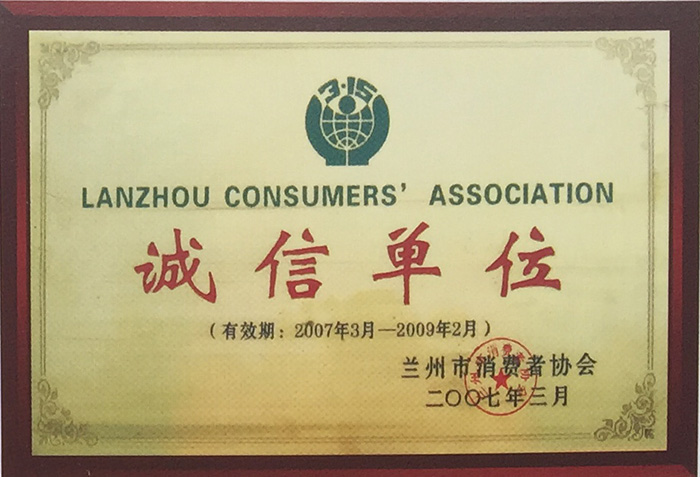 3·15
LANZHOU CONSUMERS' ASSOCIATION
诚信单位
(有效期：2007年3月—2009年2月)
兰州市消费者协会
二〇〇七年三月